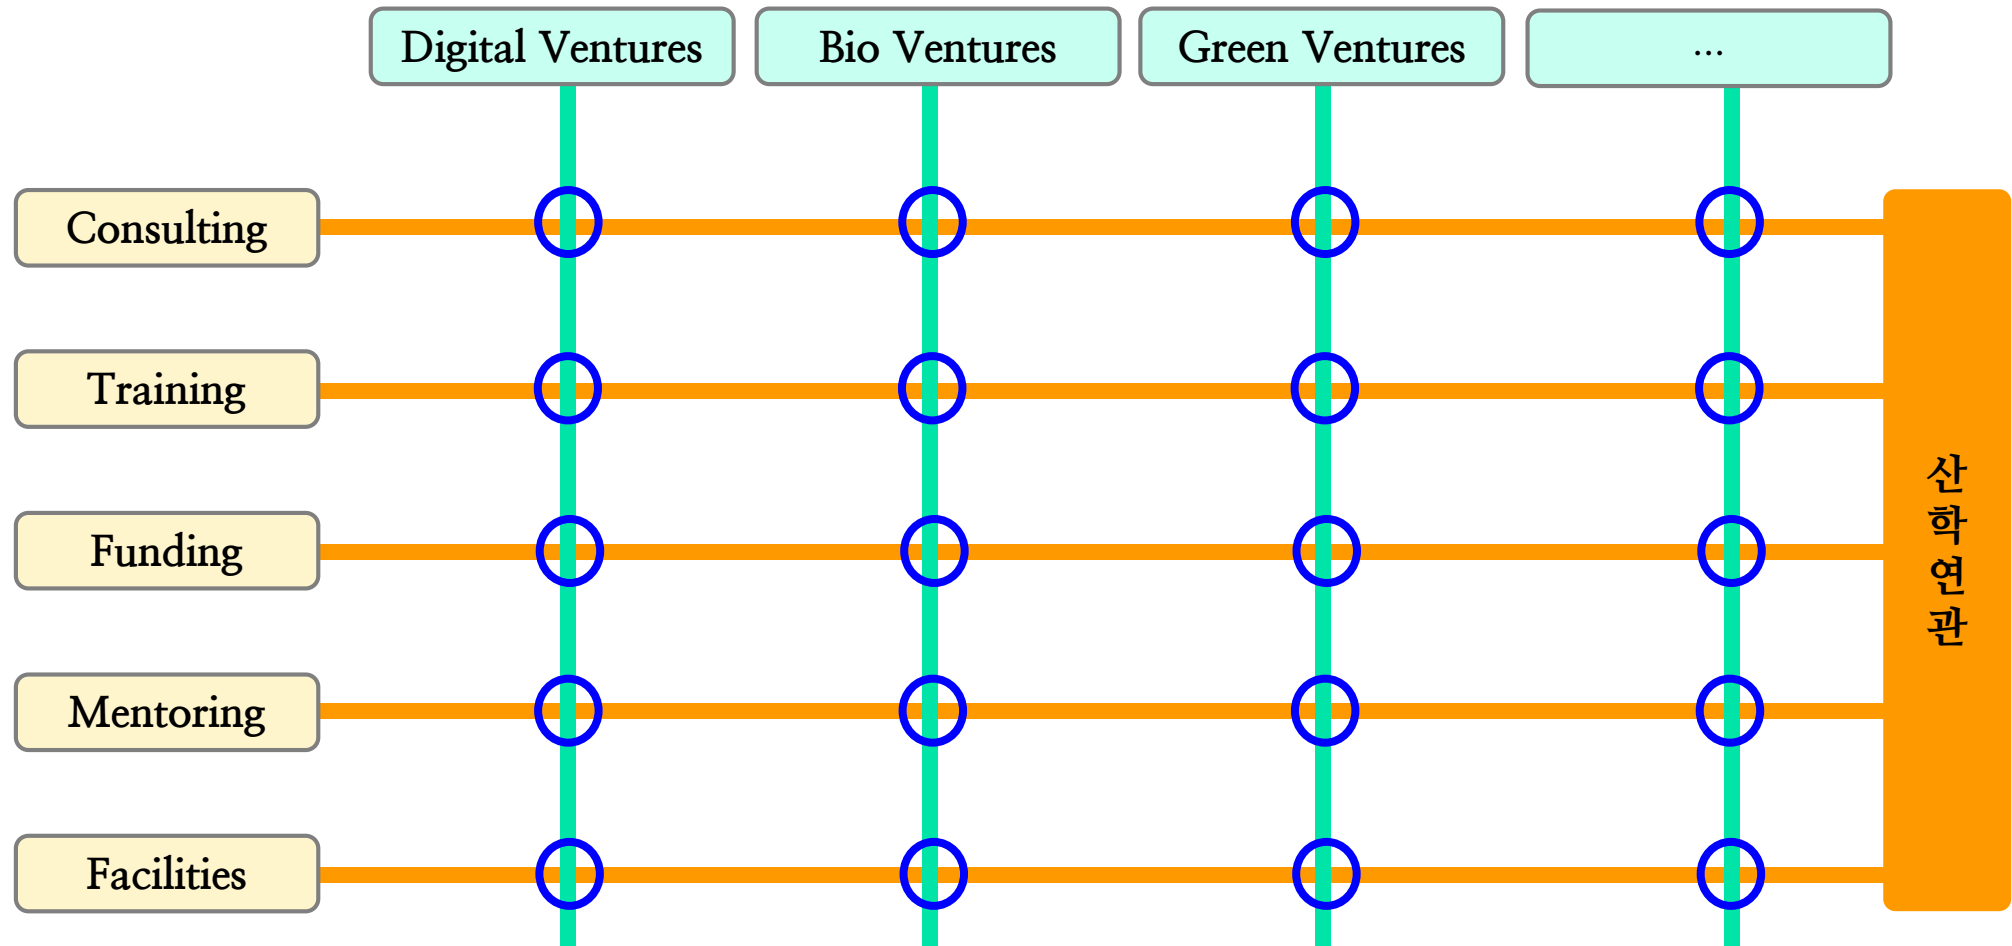 Digital Ventures
Bio Ventures
Green Ventures
...
Consulting
Training
Funding
Mentoring
Facilities
산학연관